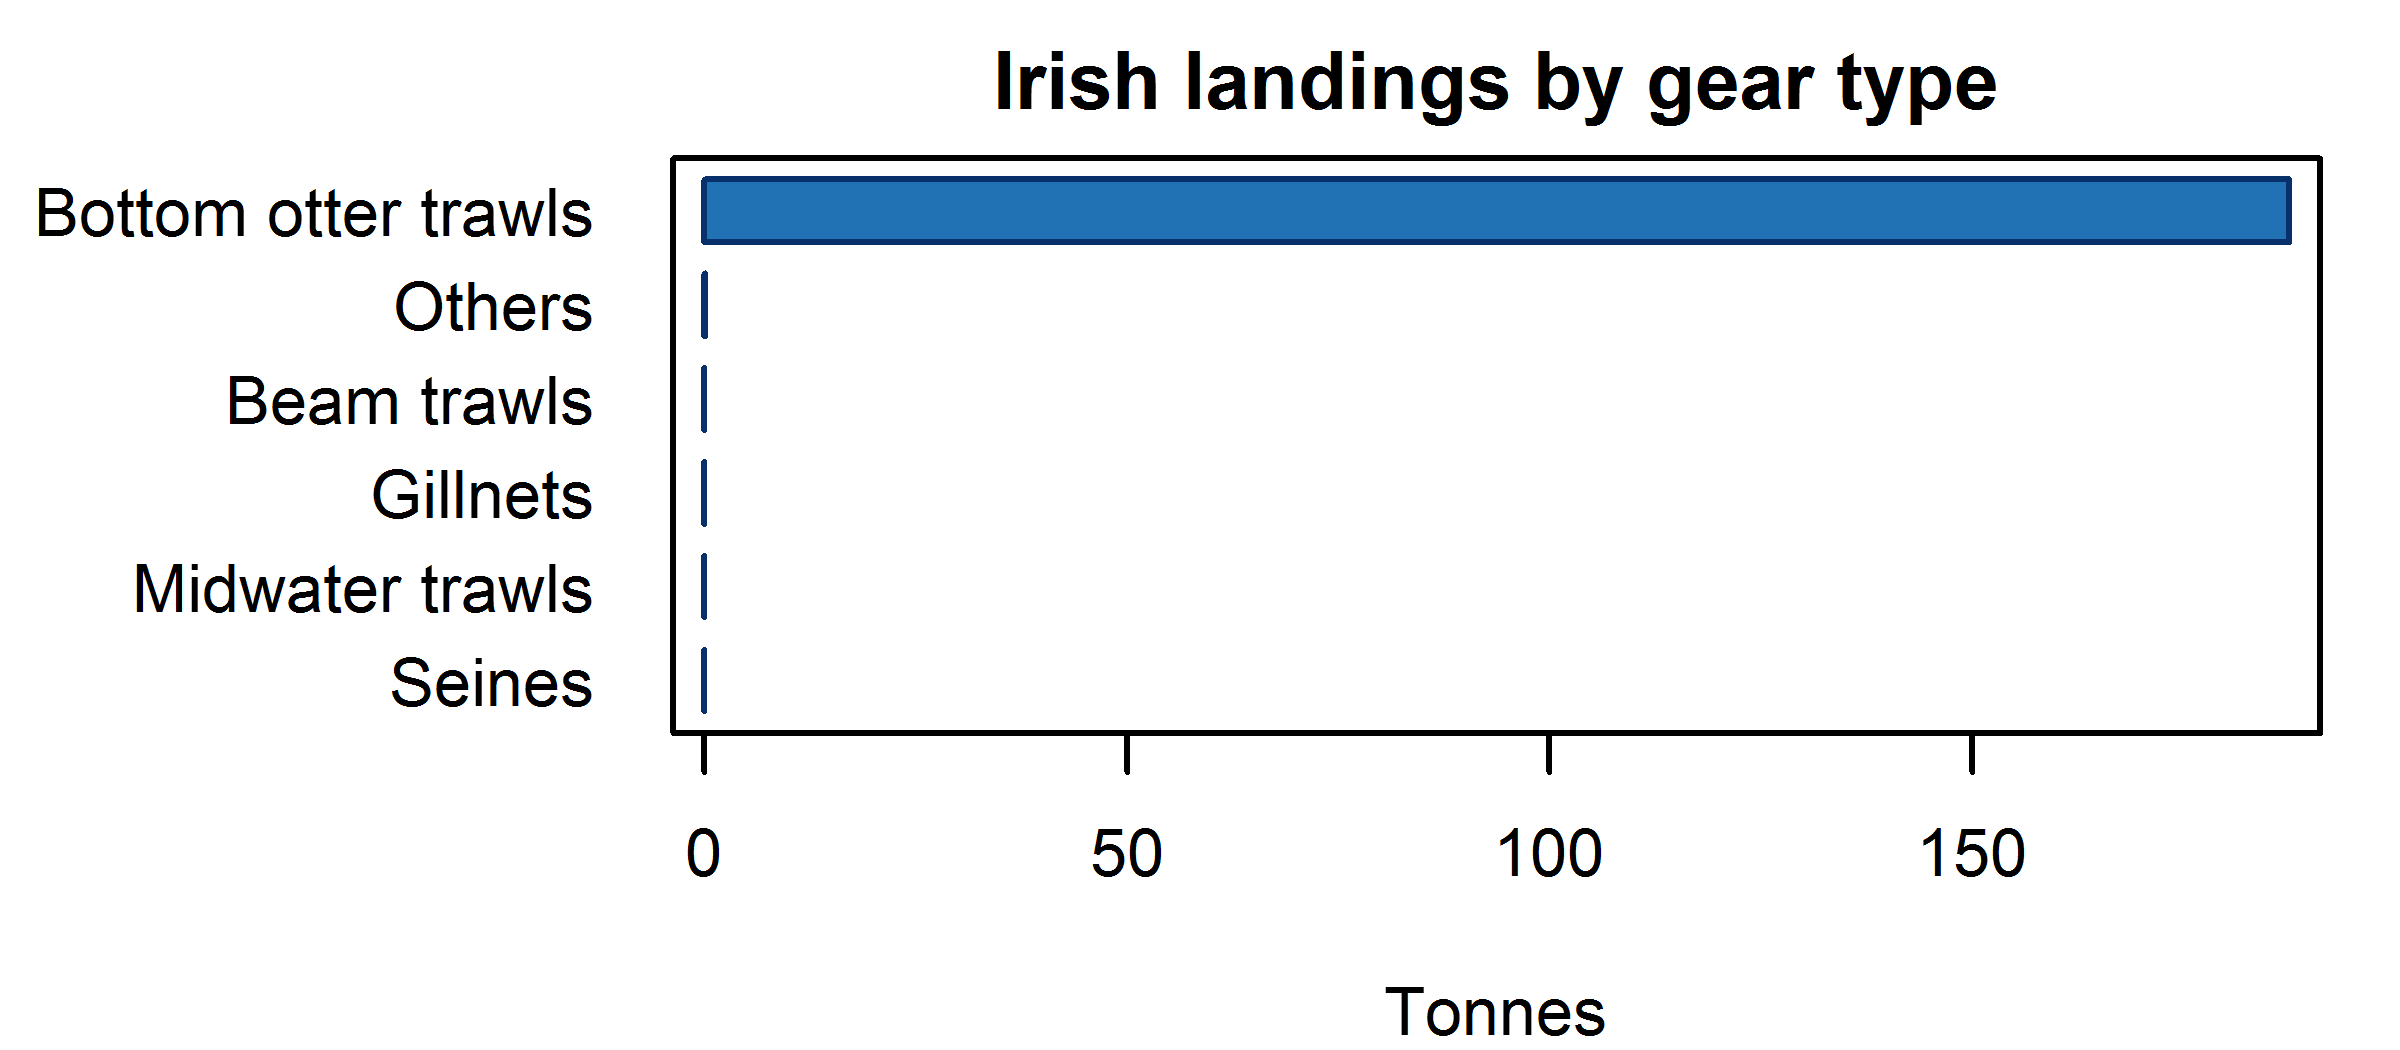 Irish landings by gear type
Bottom otter trawls
Others
Beam trawls
Gillnets
Midwater trawls
Seines
0 50 100 150
Tonnes